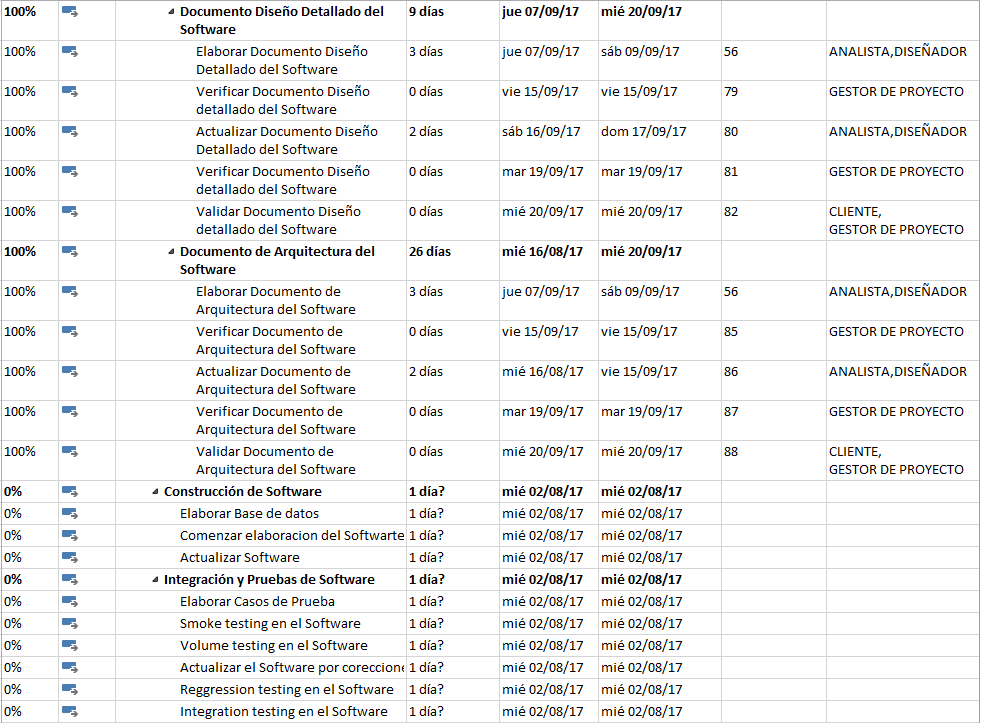 100% Documento Diseño Detallado del 9 días jue 07/09/17 mié 20/09/17
Software
100% Elaborar Documento Diseño 3 días jue 07/09/17 sáb 09/09/17 56 ANALISTA,DISEÑADOR
Detallado del Software
100% Verificar Documento Diseño 0 días vie 15/09/17 vie 15/09/17 79 GESTOR DE PROYECTO
detallado del Software
100% Actualizar Documento Diseño 2 días sáb 16/09/17 dom 17/09/17 80 ANALISTA,DISEÑADOR
Detallado del Software
100% Verificar Documento Diseño 0 días mar 19/09/17 mar 19/09/17 81 GESTOR DE PROYECTO
detallado del Software
100% Validar Documento Diseño 0 días mié 20/09/17 mié 20/09/17 82 CLIENTE,
detallado del Software GESTOR DE PROYECTO
100% Documento de Arquitectura del 26 días mié 16/08/17 mié 20/09/17
Software
100% Elaborar Documento de 3 días jue 07/09/17 sáb 09/09/17 56 ANALISTA,DISEÑADOR
Arquitectura del Software
100% Verificar Documento de 0 días vie 15/09/17 vie 15/09/17 85 GESTOR DE PROYECTO
Arquitectura del Software
100% Actualizar Documento de 2 días mié 16/08/17 vie 15/09/17 86 ANALISTA,DISEÑADOR
Arquitectura del Software
100% Verificar Documento de 0 días mar 19/09/17 mar 19/09/17 87 GESTOR DE PROYECTO
Arquitectura del Software
100% Validar Documento de 0 días mié 20/09/17 mié 20/09/17 88 CLIENTE,
Arquitectura del Software GESTOR DE PROYECTO
0% Construcción de Software 1 día? mié 02/08/17 mié 02/08/17
0% Elaborar Base de datos 1 día? mié 02/08/17 mié 02/08/17
0% Comenzar elaboracion del Softwarte 1 día? mié 02/08/17 mié 02/08/17
0% Actualizar Software 1 día? mié 02/08/17 mié 02/08/17
0% Integración y Pruebas de Software 1 día? mié 02/08/17 mié 02/08/17
0% Elaborar Casos de Prueba 1 día? mié 02/08/17 mié 02/08/17
0% Smoke testing en el Software 1 día? mié 02/08/17 mié 02/08/17
0% Volume testing en el Software 1 día? mié 02/08/17 mié 02/08/17
0% Actualizar el Software por coreccione 1 día? mié 02/08/17 mié 02/08/17
0% Reggression testing en el Software 1 día? mié 02/08/17 mié 02/08/17
0% Integration testing en el Software 1 día? mié 02/08/17 mié 02/08/17